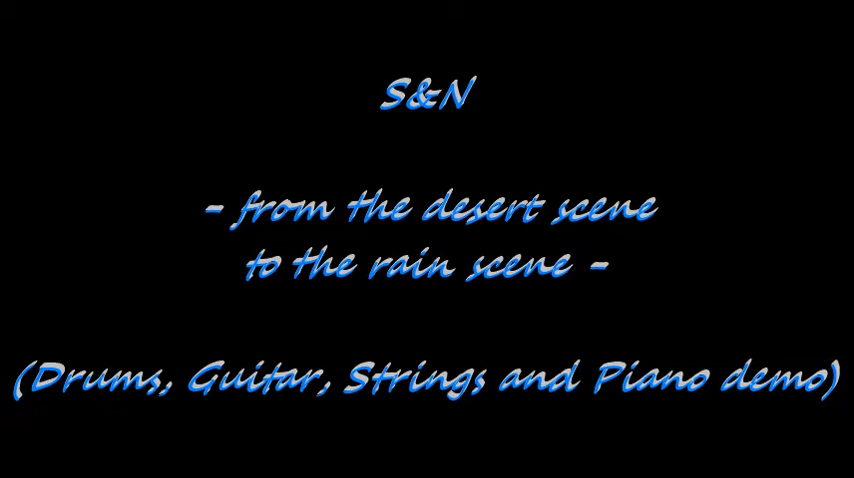 S&N
- from the desert scene
to the rain scene -
(Drums, Guitar, Strings and Piano demo)